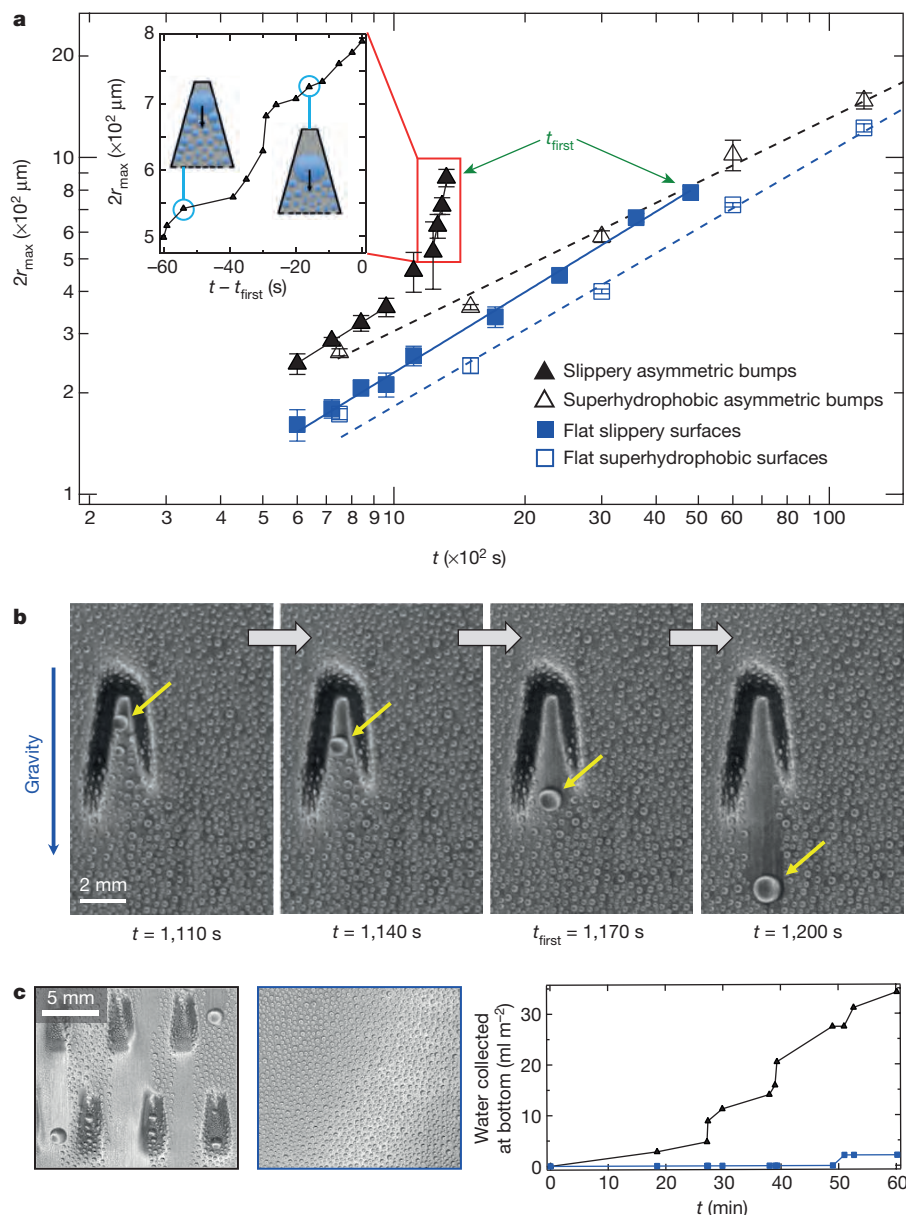 a
20
10
8
6
4
2
1
2r_max (×10² μm)
2 3 4 5 6 7 8 9 10 20 30 40 50 60 80 100
t (×10² s)
8
7
6
5
2r_max (×10² μm)
−60 −40 −20 0
t − t_first (s)
t_first
Slippery asymmetric bumps
Superhydrophobic asymmetric bumps
Flat slippery surfaces
Flat superhydrophobic surfaces
b
Gravity
2 mm
t = 1,110 s
t = 1,140 s
t_first = 1,170 s
t = 1,200 s
c
5 mm
Water collected
at bottom (ml m⁻²)
30
20
10
0
0 10 20 30 40 50 60
t (min)